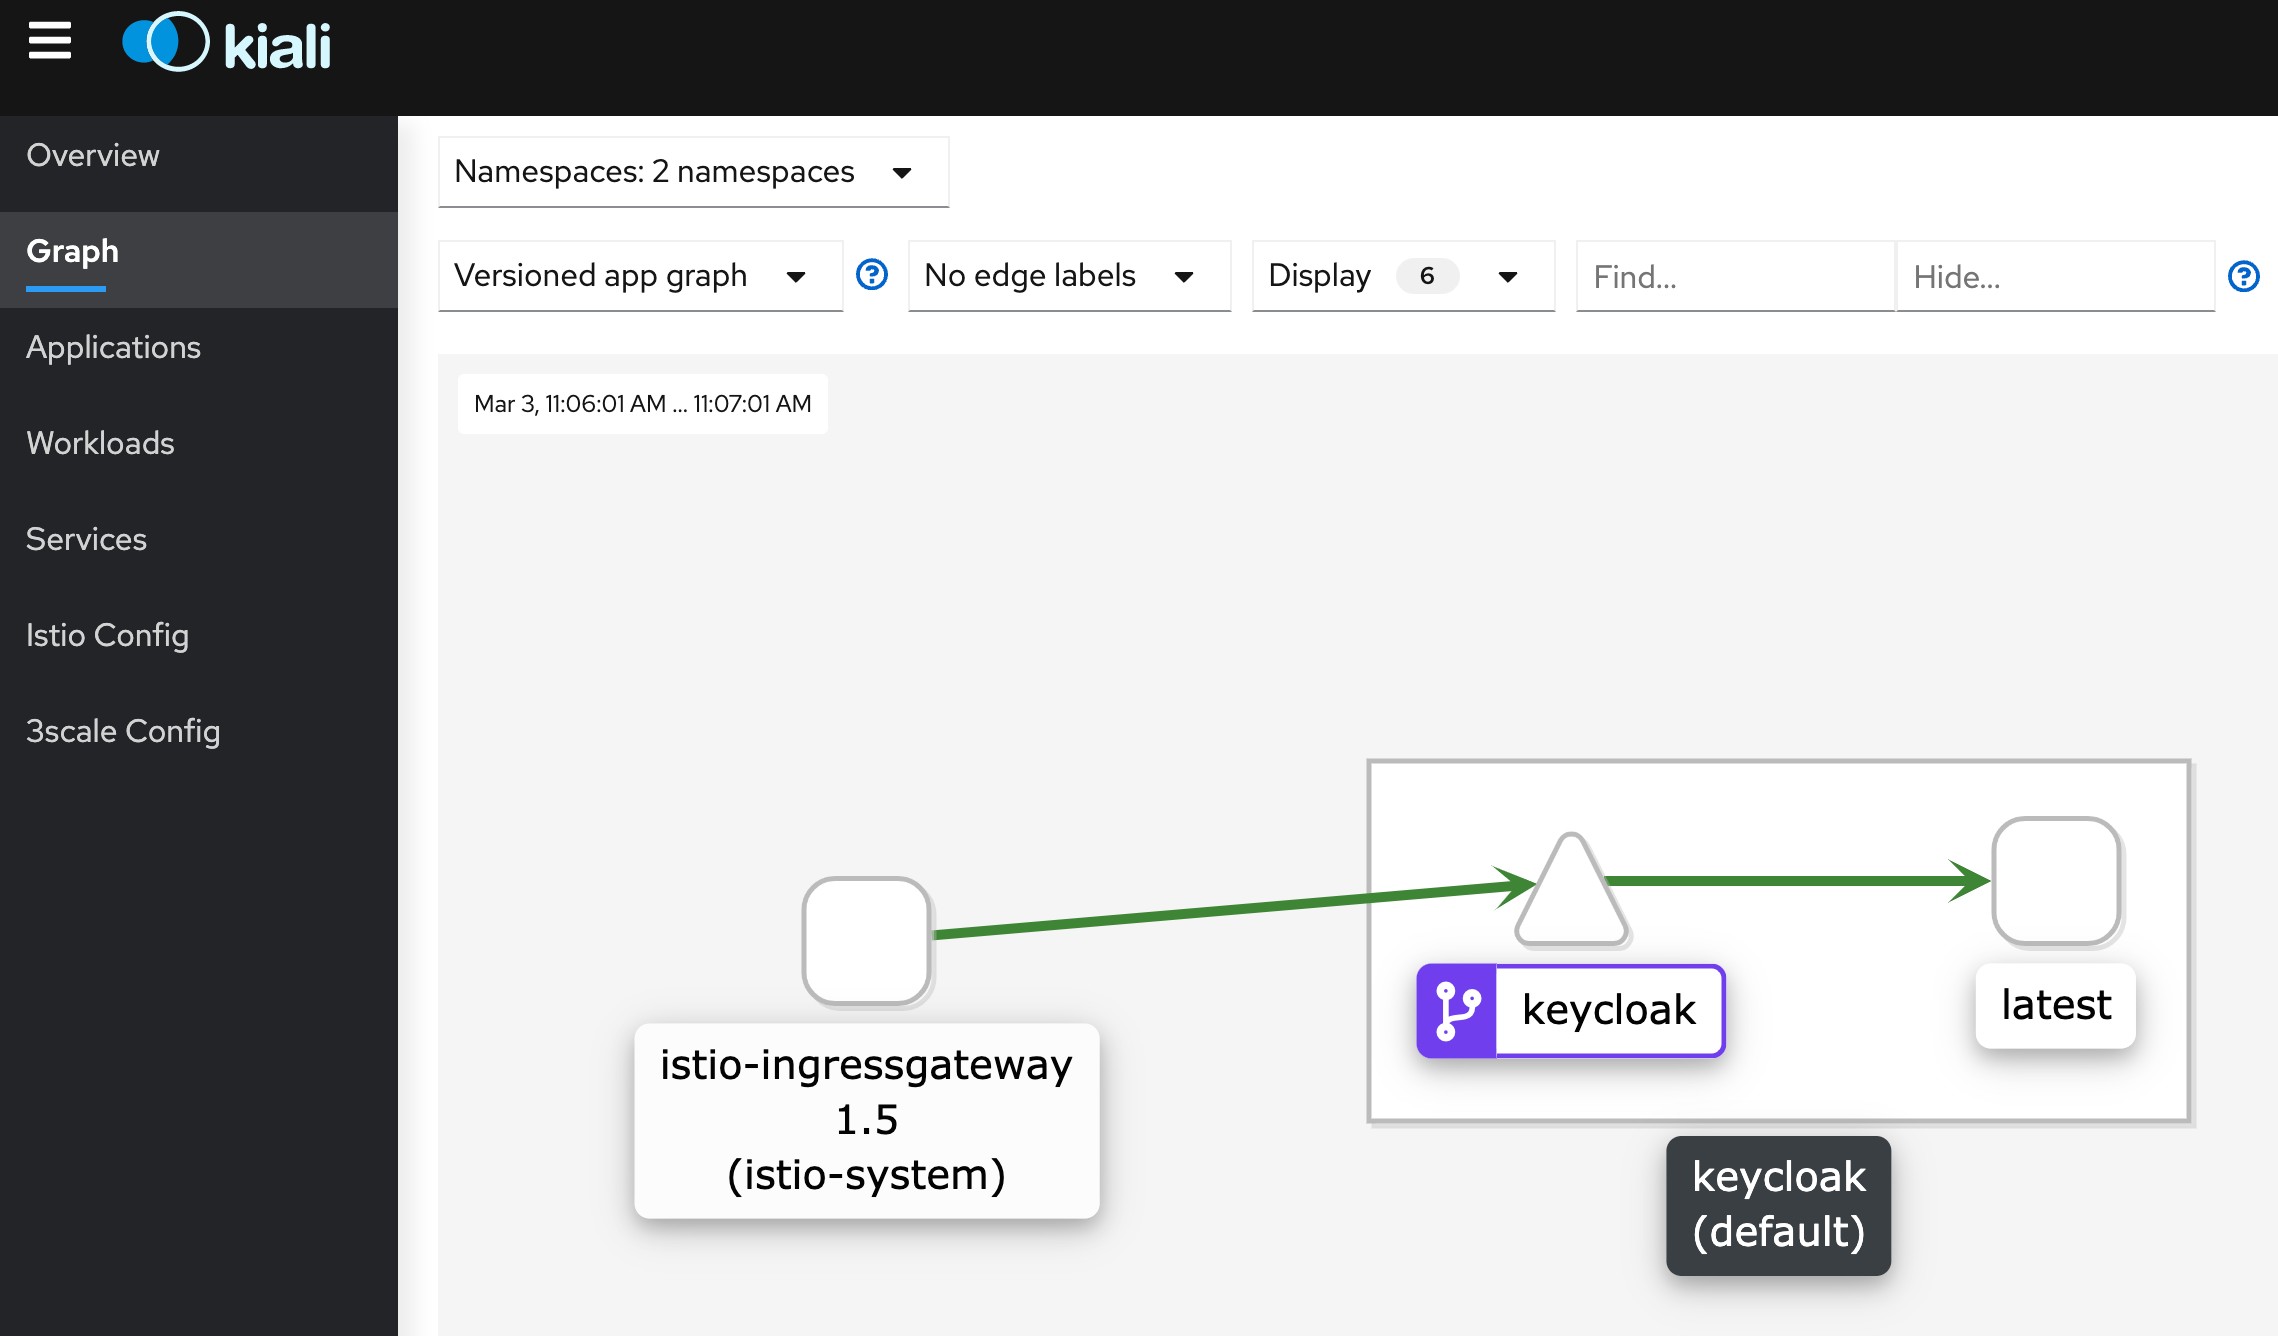 kiali
Overview
Graph
Applications
Workloads
Services
Istio Config
3scale Config
Namespaces: 2 namespaces
Versioned app graph
No edge labels
Display 6
Find...
Hide...
Mar 3, 11:06:01 AM ... 11:07:01 AM
istio-ingressgateway
1.5
(istio-system)
keycloak
latest
keycloak
(default)